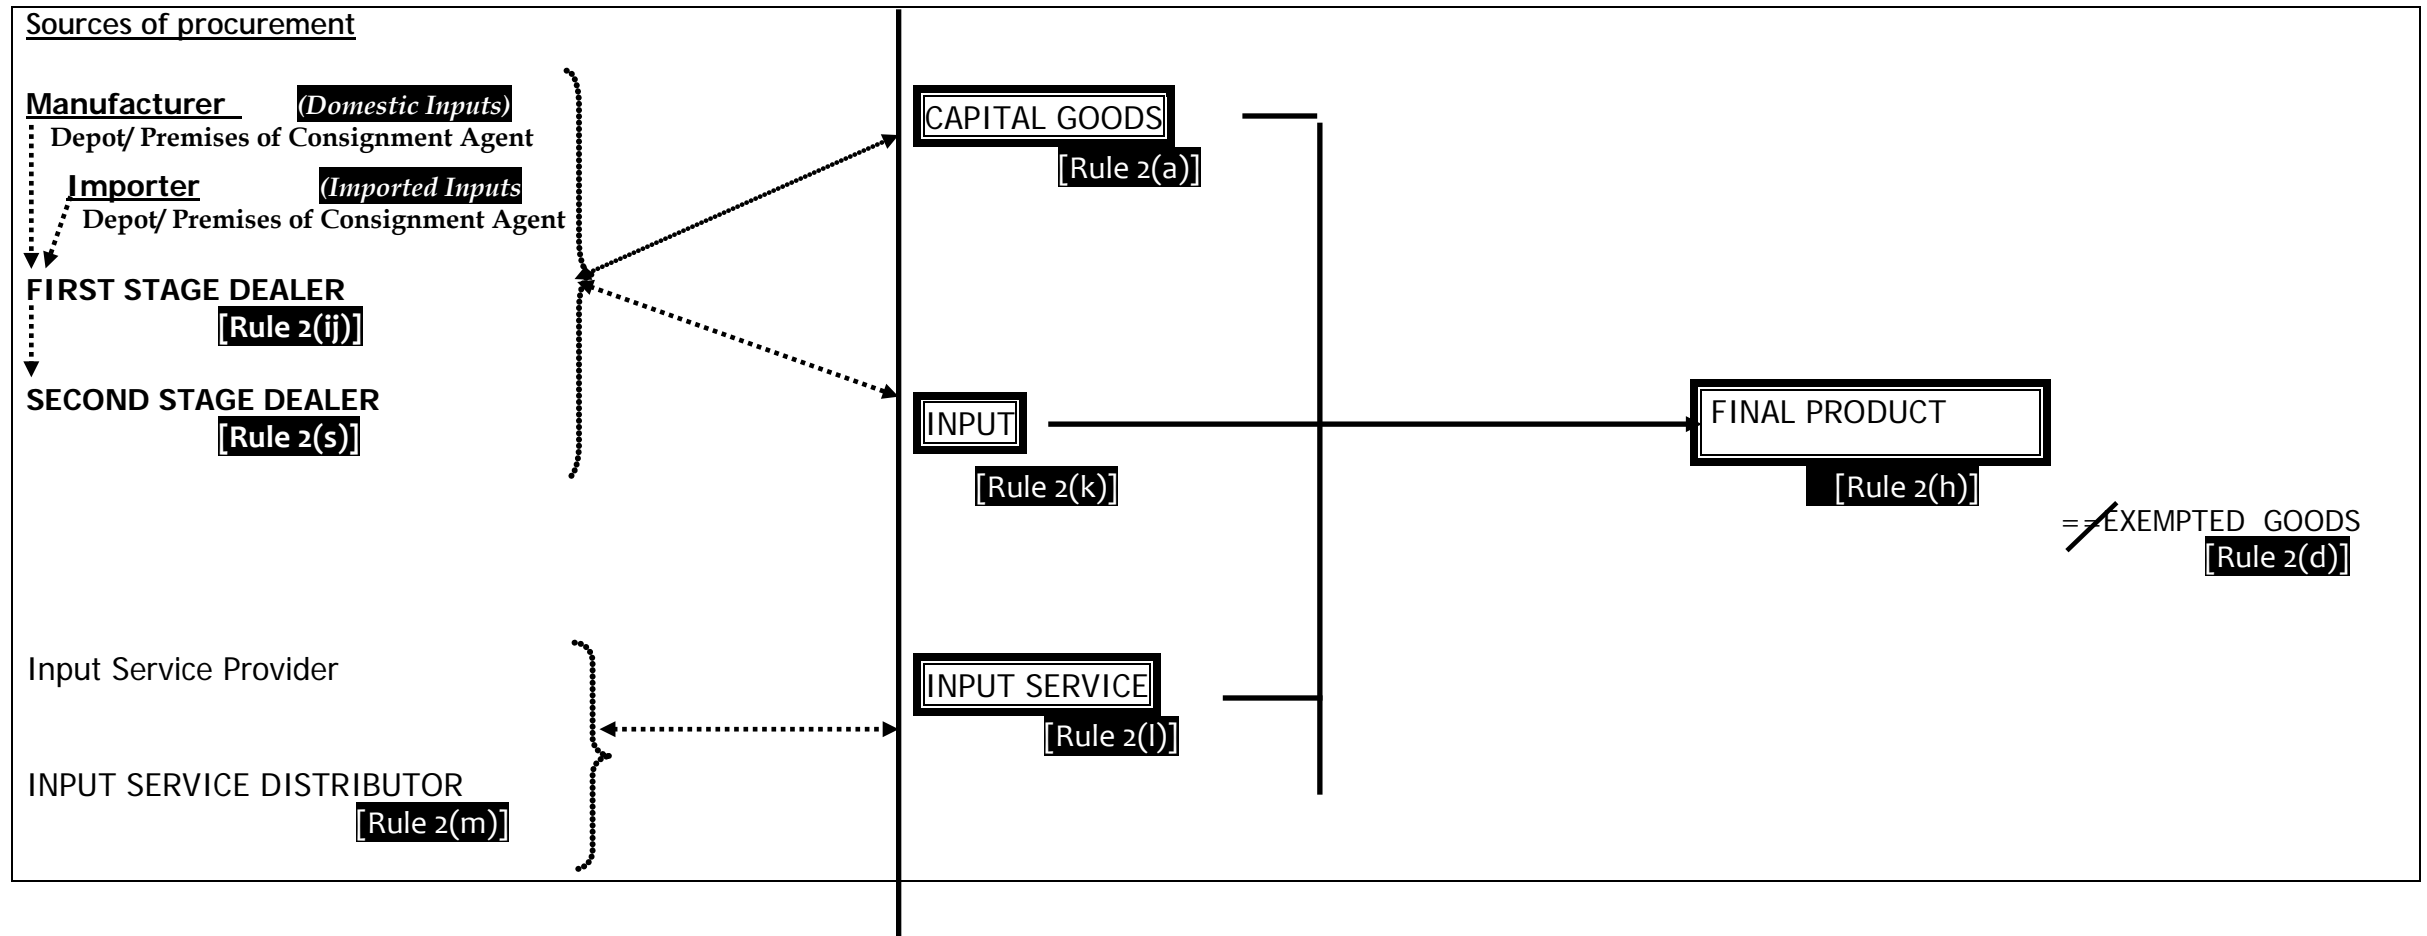 Sources of procurement
Manufacturer (Domestic Inputs)
Depot/ Premises of Consignment Agent
Importer (Imported Inputs
Depot/ Premises of Consignment Agent
FIRST STAGE DEALER
[Rule 2(ij)]
SECOND STAGE DEALER
[Rule 2(s)]
Input Service Provider
INPUT SERVICE DISTRIBUTOR
[Rule 2(m)]
CAPITAL GOODS
[Rule 2(a)]
INPUT
[Rule 2(k)]
INPUT SERVICE
[Rule 2(l)]
FINAL PRODUCT
[Rule 2(h)]
==EXEMPTED GOODS
[Rule 2(d)]